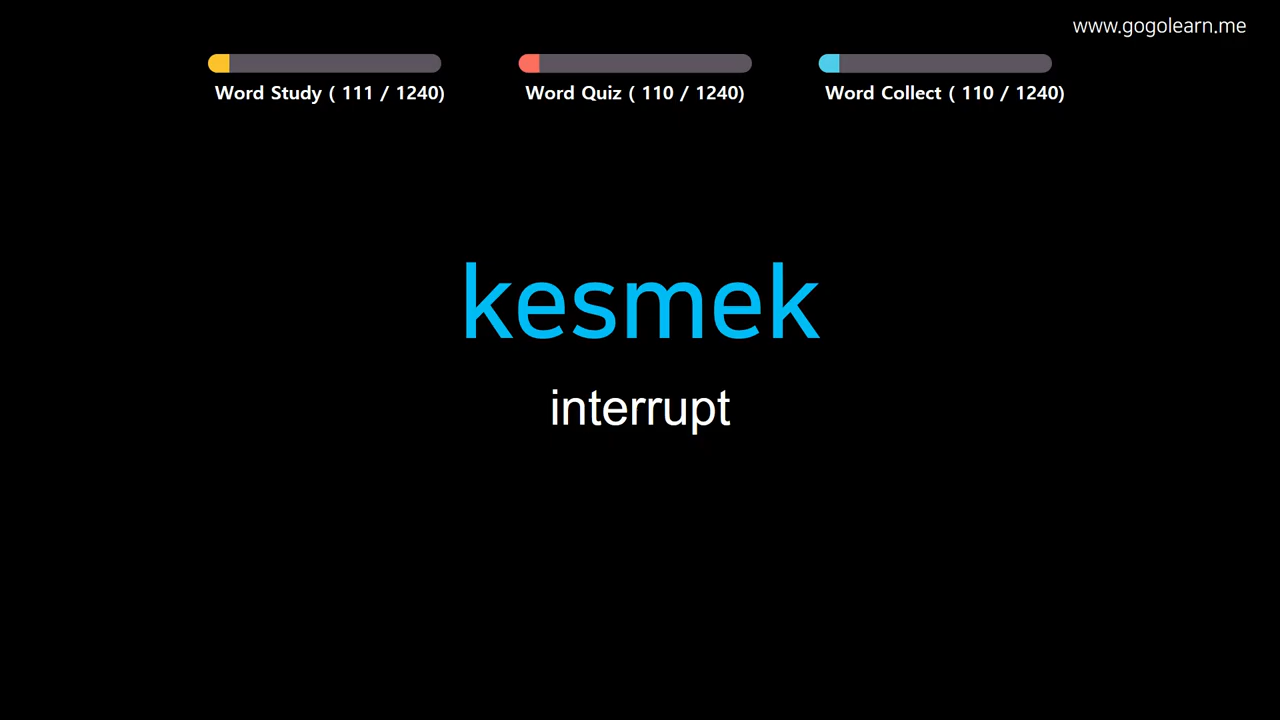 www.gogolearn.me
Word Study ( 111 / 1240)
Word Quiz ( 110 / 1240)
Word Collect ( 110 / 1240)
kesmek
interrupt